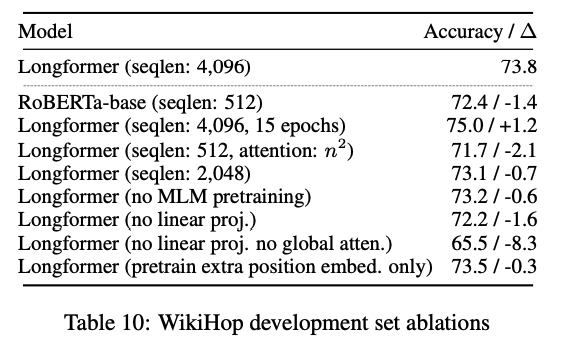 Model Accuracy / Δ
Longformer (seqlen: 4,096) 73.8
RoBERTa-base (seqlen: 512) 72.4 / -1.4
Longformer (seqlen: 4,096, 15 epochs) 75.0 / +1.2
Longformer (seqlen: 512, attention: n²) 71.7 / -2.1
Longformer (seqlen: 2,048) 73.1 / -0.7
Longformer (no MLM pretraining) 73.2 / -0.6
Longformer (no linear proj.) 72.2 / -1.6
Longformer (no linear proj. no global atten.) 65.5 / -8.3
Longformer (pretrain extra position embed. only) 73.5 / -0.3
Table 10: WikiHop development set ablations